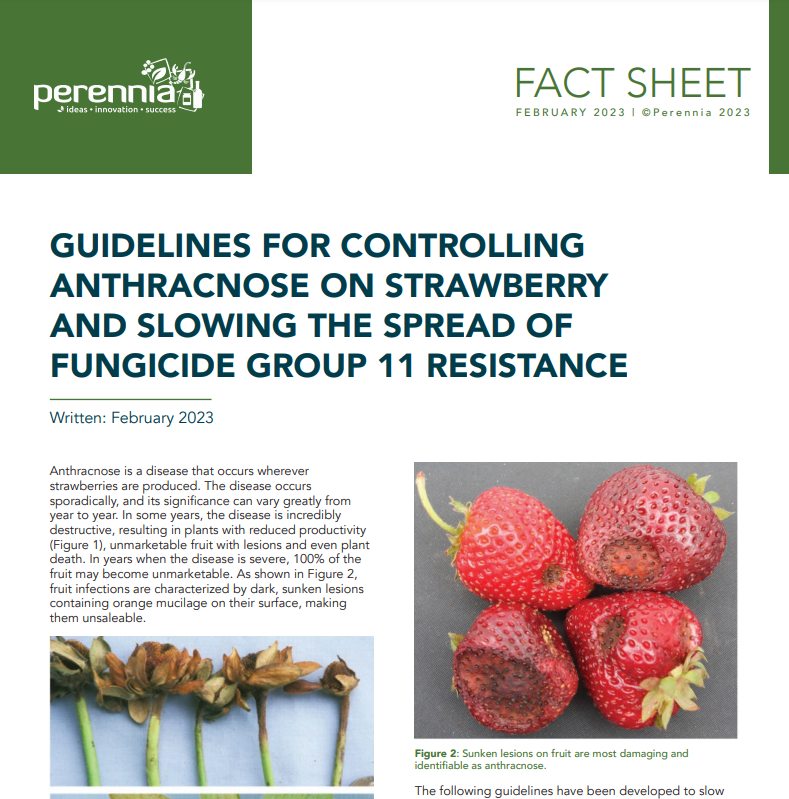 perennia
ideas • innovation • success
FACT SHEET
FEBRUARY 2023 | ©Perennia 2023
GUIDELINES FOR CONTROLLING
ANTHRACNOSE ON STRAWBERRY
AND SLOWING THE SPREAD OF
FUNGICIDE GROUP 11 RESISTANCE
Written: February 2023
Anthracnose is a disease that occurs wherever
strawberries are produced. The disease occurs
sporadically, and its significance can vary greatly from
year to year. In some years, the disease is incredibly
destructive, resulting in plants with reduced productivity
(Figure 1), unmarketable fruit with lesions and even plant
death. In years when the disease is severe, 100% of the
fruit may become unmarketable. As shown in Figure 2,
fruit infections are characterized by dark, sunken lesions
containing orange mucilage on their surface, making
them unsaleable.
Figure 2: Sunken lesions on fruit are most damaging and
identifiable as anthracnose.
The following guidelines have been developed to slow